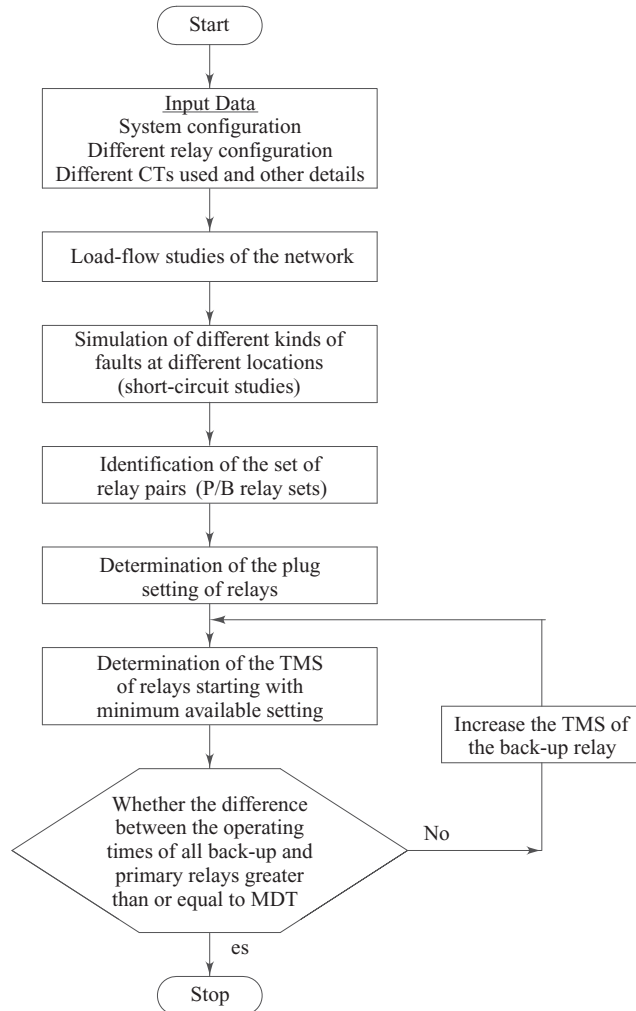 Start
Input Data
System configuration
Different relay configuration
Different CTs used and other details
Load-flow studies of the network
Simulation of different kinds of
faults at different locations
(short-circuit studies)
Identification of the set of
relay pairs (P/B relay sets)
Determination of the plug
setting of relays
Determination of the TMS
of relays starting with
minimum available setting
Increase the TMS of
the back-up relay
Whether the difference
between the operating
times of all back-up and
primary relays greater
than or equal to MDT
No
es
Stop